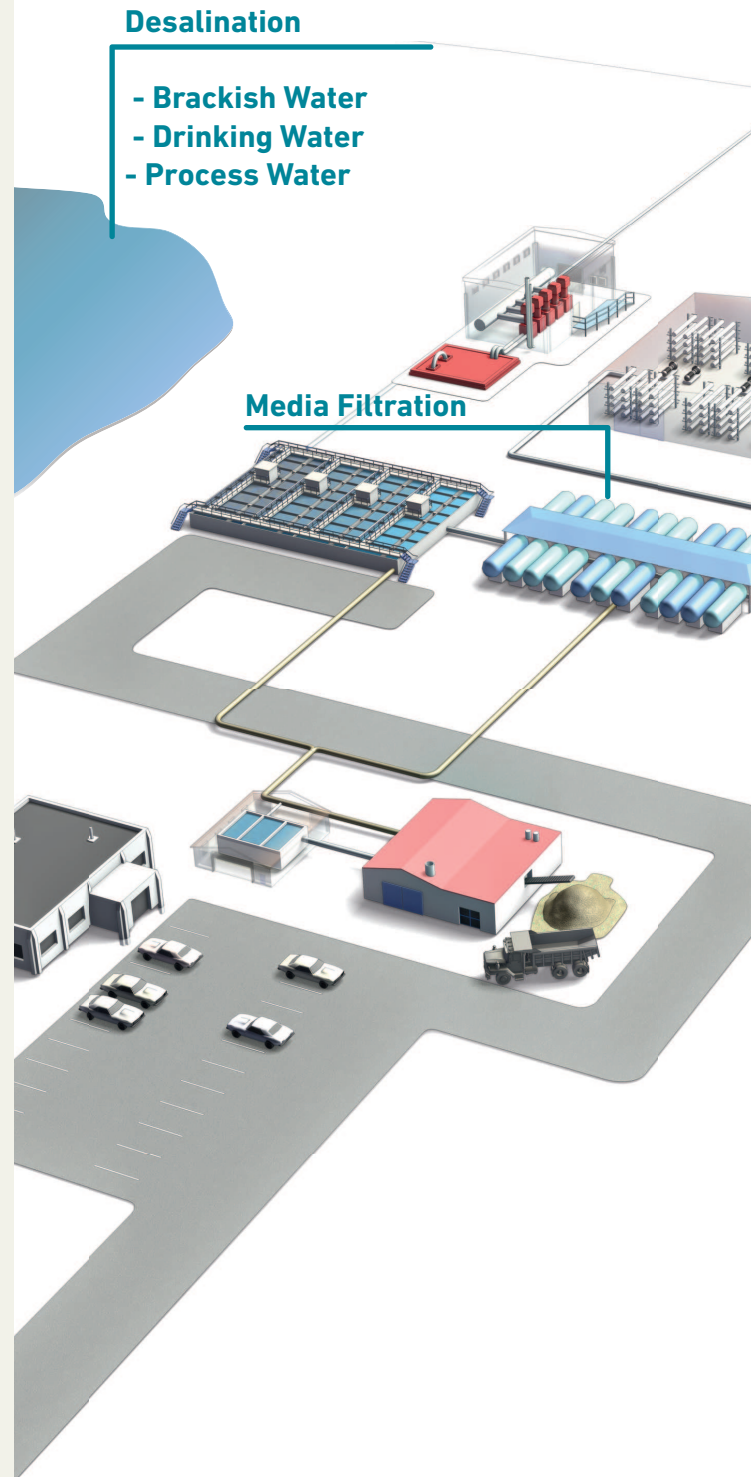 Desalination
- Brackish Water
- Drinking Water
- Process Water
Media Filtration